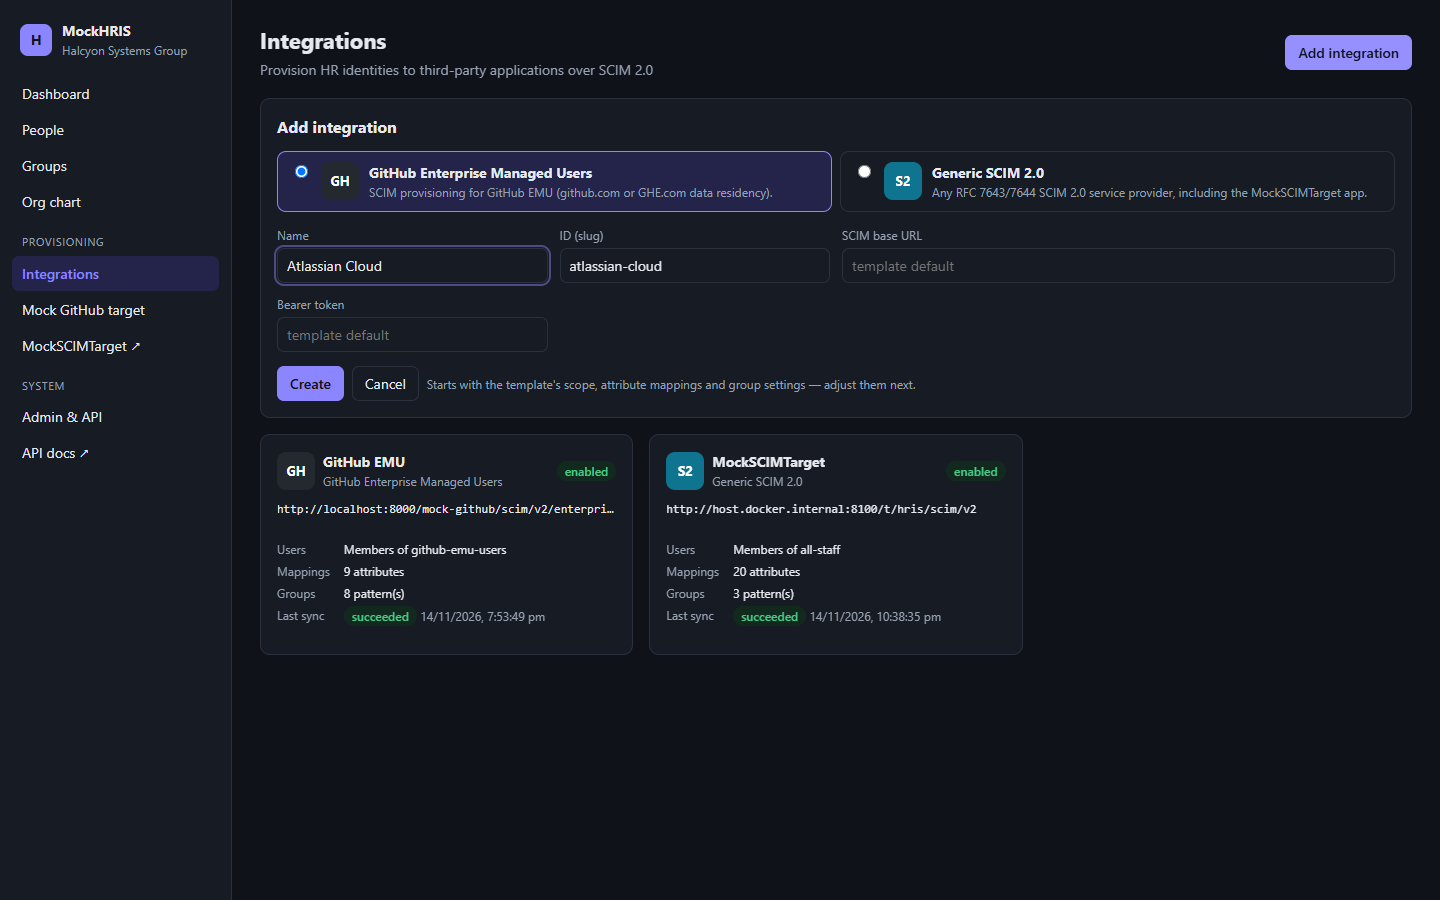 H
MockHRIS
Halcyon Systems Group
Dashboard
People
Groups
Org chart
PROVISIONING
Integrations
Mock GitHub target
MockSCIMTarget ↗
SYSTEM
Admin & API
API docs ↗
Integrations
Provision HR identities to third-party applications over SCIM 2.0
Add integration
Add integration
GH
GitHub Enterprise Managed Users
SCIM provisioning for GitHub EMU (github.com or GHE.com data residency).
S2
Generic SCIM 2.0
Any RFC 7643/7644 SCIM 2.0 service provider, including the MockSCIMTarget app.
Name
Atlassian Cloud
ID (slug)
atlassian-cloud
SCIM base URL
template default
Bearer token
template default
Create
Cancel
Starts with the template's scope, attribute mappings and group settings — adjust them next.
GH
GitHub EMU
GitHub Enterprise Managed Users
enabled
http://localhost:8000/mock-github/scim/v2/enterpri…
Users Members of github-emu-users
Mappings 9 attributes
Groups 8 pattern(s)
Last sync succeeded 14/11/2026, 7:53:49 pm
S2
MockSCIMTarget
Generic SCIM 2.0
enabled
http://host.docker.internal:8100/t/hris/scim/v2
Users Members of all-staff
Mappings 20 attributes
Groups 3 pattern(s)
Last sync succeeded 14/11/2026, 10:38:35 pm